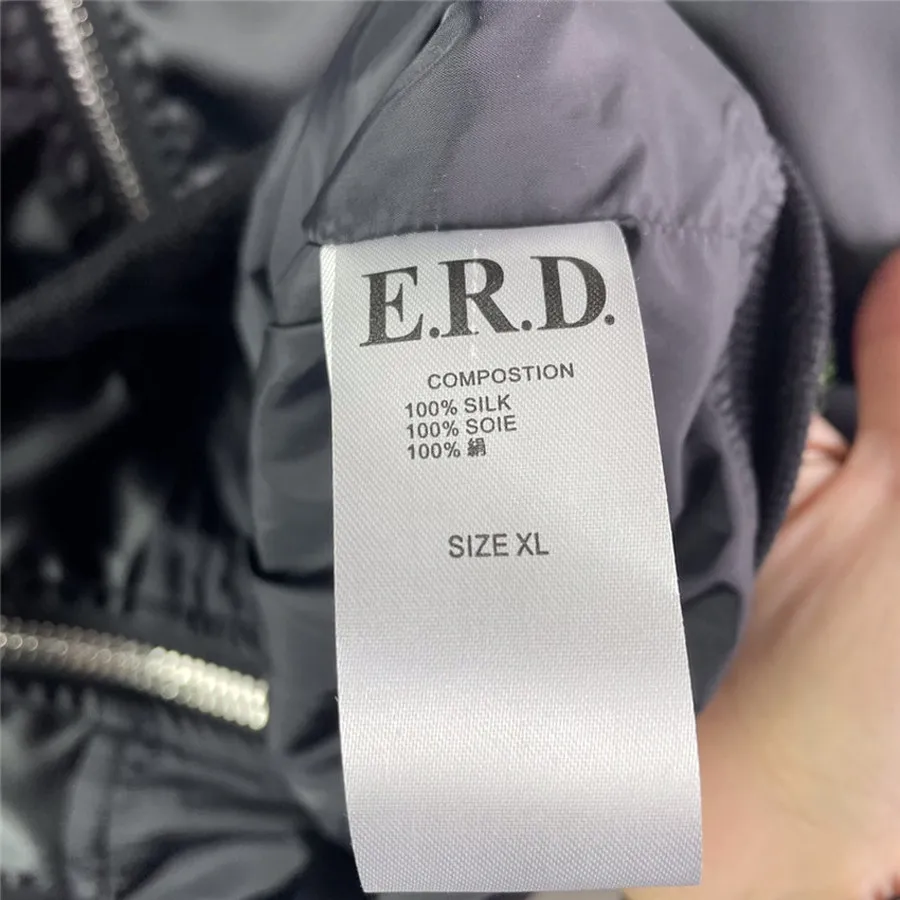 E.R.D.
COMPOSTION
100% SILK
100% SOIE
100% 絹
SIZE XL